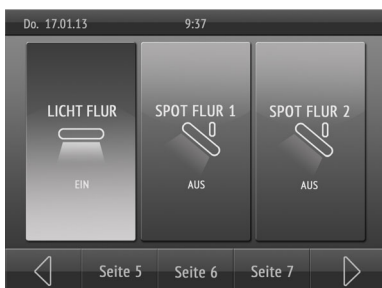 Do. 17.01.13 9:37
LICHT FLUR SPOT FLUR 1 SPOT FLUR 2
EIN AUS AUS
Seite 5 Seite 6 Seite 7